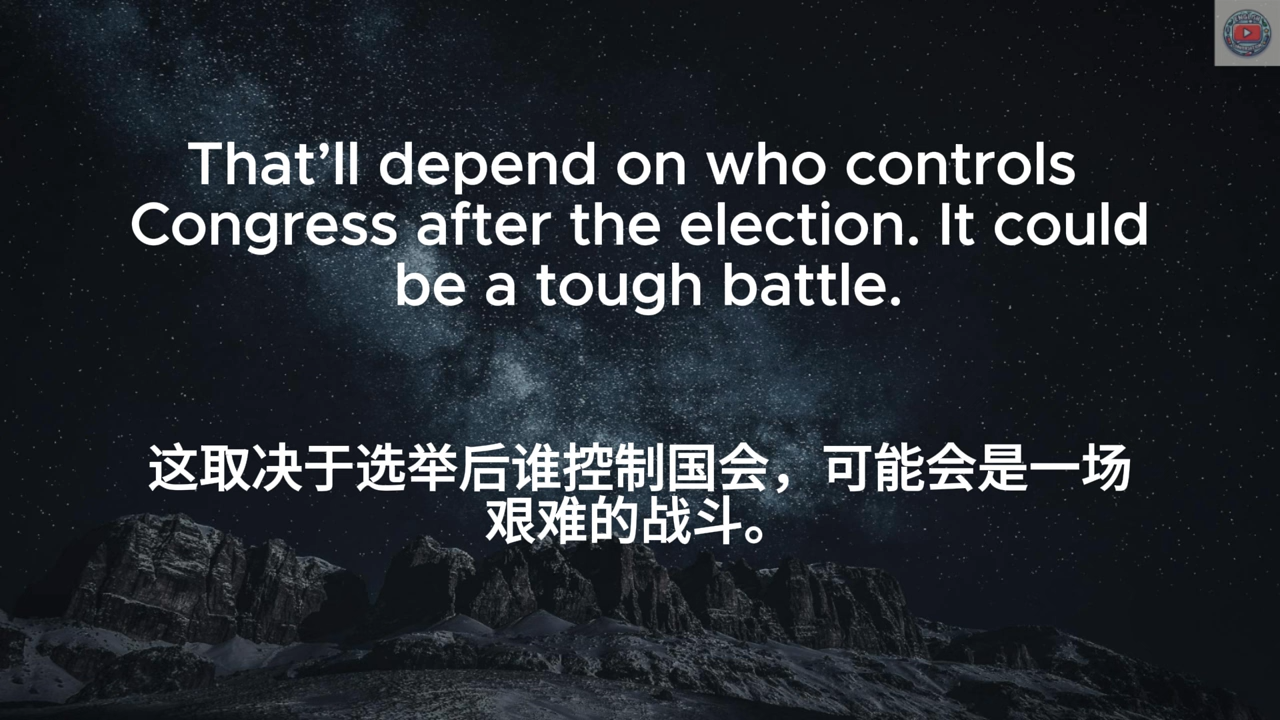 That’ll depend on who controls
Congress after the election. It could
be a tough battle.
这取决于选举后谁控制国会，可能会是一场
艰难的战斗。